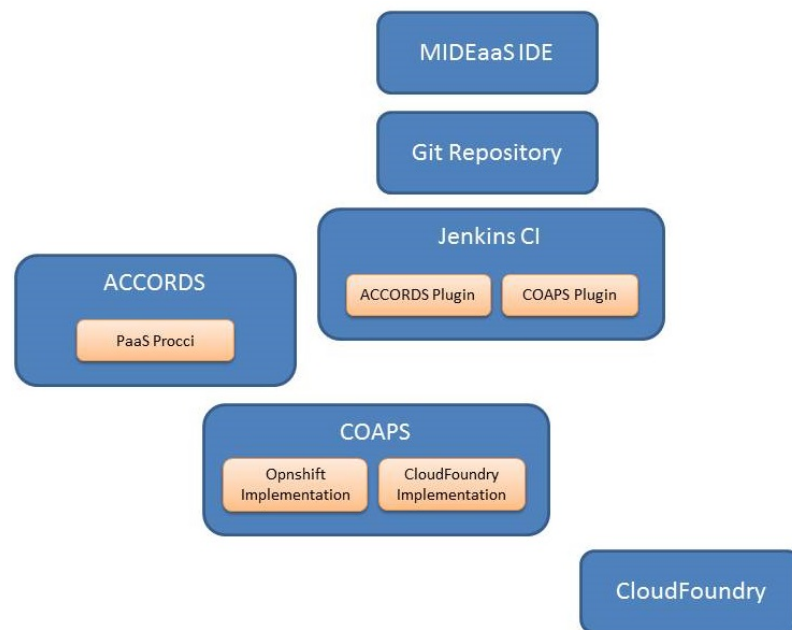 MIDEaaS IDE
Git Repository
Jenkins CI
ACCORDS Plugin
COAPS Plugin
ACCORDS
PaaS Procci
COAPS
Opnshift
Implementation
CloudFoundry
Implementation
CloudFoundry